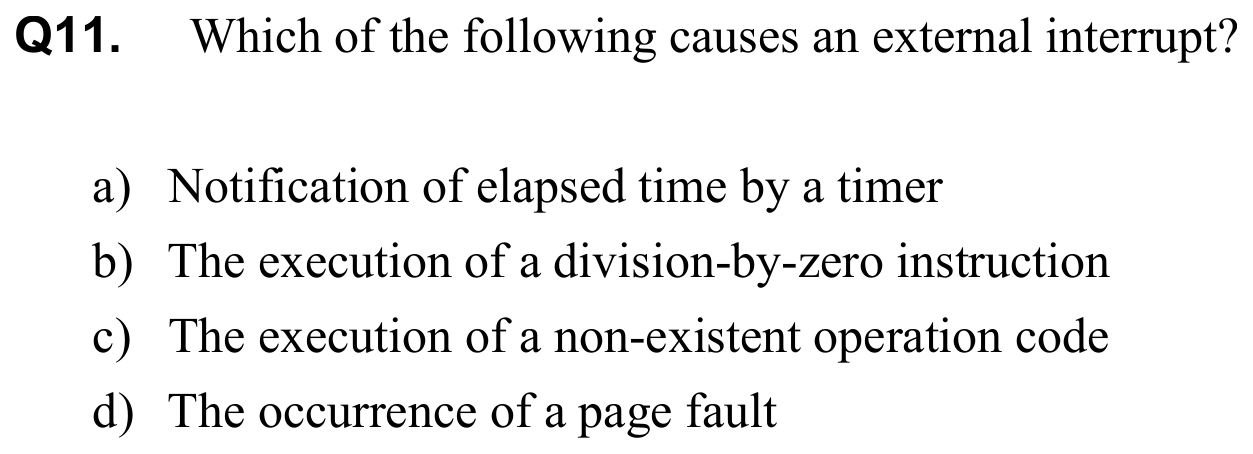 Q11. Which of the following causes an external interrupt?
a) Notification of elapsed time by a timer
b) The execution of a division-by-zero instruction
c) The execution of a non-existent operation code
d) The occurrence of a page fault